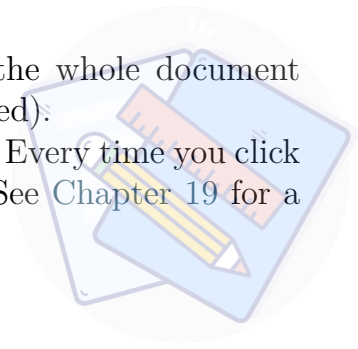 the whole document
ed).
Every time you click
See Chapter 19 for a